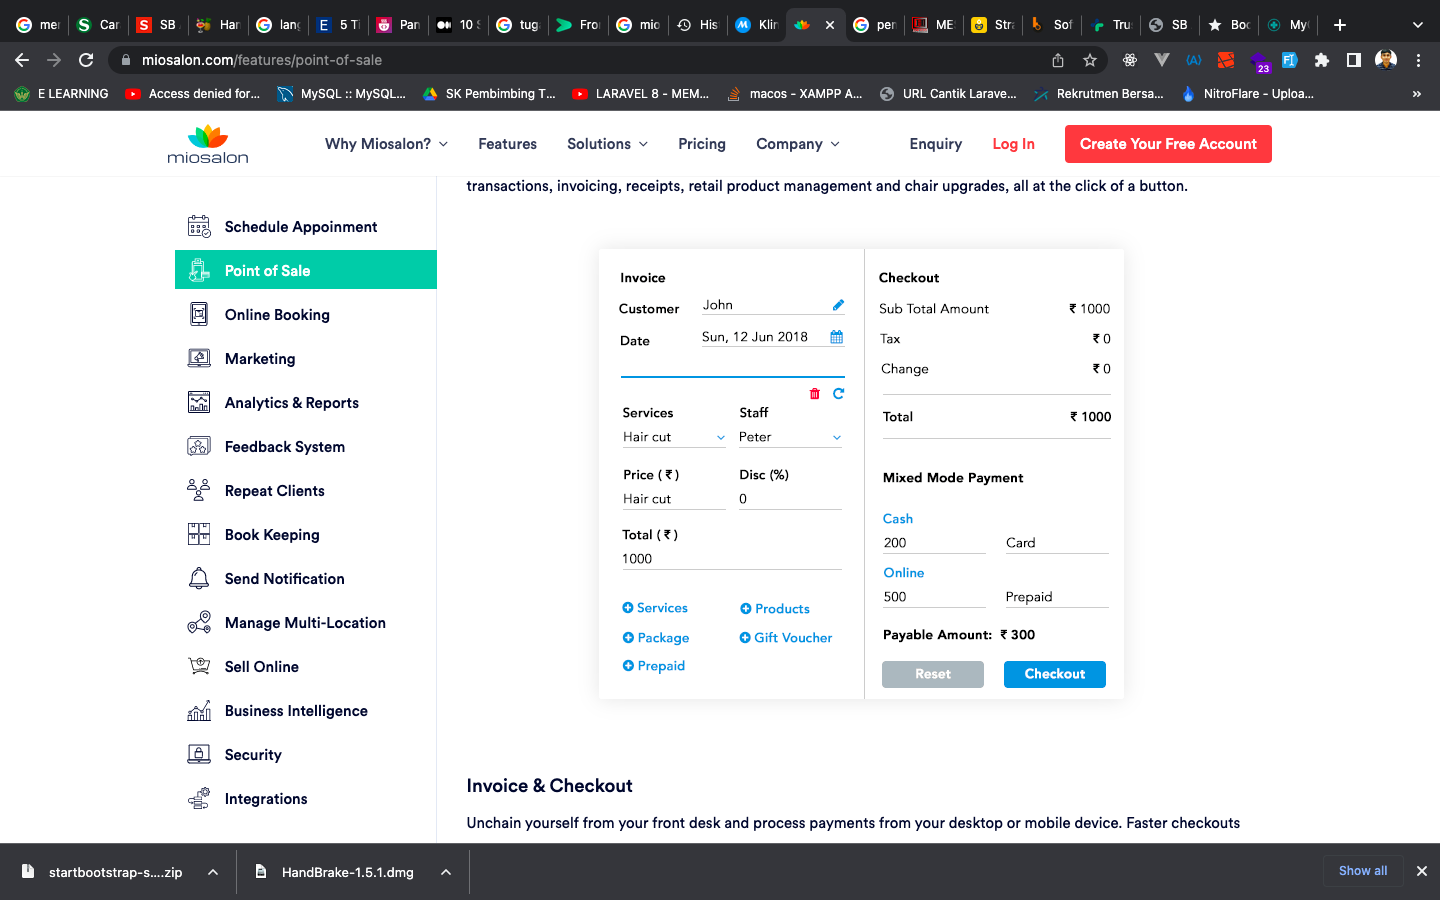 mer
Car
SB
Har
lang
5 Ti
Pan
10 S
tuga
Fro
mio
His
Klin
pen
ME
Stra
Sof
Tru
SB
Boo
My
miosalon.com/features/point-of-sale
23
E LEARNING
Access denied for...
MySQL :: MySQL...
SK Pembimbing T...
LARAVEL 8 - MEM...
macos - XAMPP A...
URL Cantik Larave...
Rekrutmen Bersa...
NitroFlare - Uploa...
»
miosalon
Why Miosalon?
Features
Solutions
Pricing
Company
Enquiry
Log In
Create Your Free Account
transactions, invoicing, receipts, retail product management and chair upgrades, all at the click of a button.
Schedule Appoinment
Point of Sale
Online Booking
Marketing
Analytics & Reports
Feedback System
Repeat Clients
Book Keeping
Send Notification
Manage Multi-Location
Sell Online
Business Intelligence
Security
Integrations
Invoice
Customer John
Date Sun, 12 Jun 2018
Services Staff
Hair cut Peter
Price ( ₹ ) Disc (%)
Hair cut 0
Total ( ₹ )
1000
Services Products
Package Gift Voucher
Prepaid
Checkout
Sub Total Amount ₹ 1000
Tax ₹ 0
Change ₹ 0
Total ₹ 1000
Mixed Mode Payment
Cash
200 Card
Online
500 Prepaid
Payable Amount: ₹ 300
Reset Checkout
Invoice & Checkout
Unchain yourself from your front desk and process payments from your desktop or mobile device. Faster checkouts
startbootstrap-s....zip
HandBrake-1.5.1.dmg
Show all